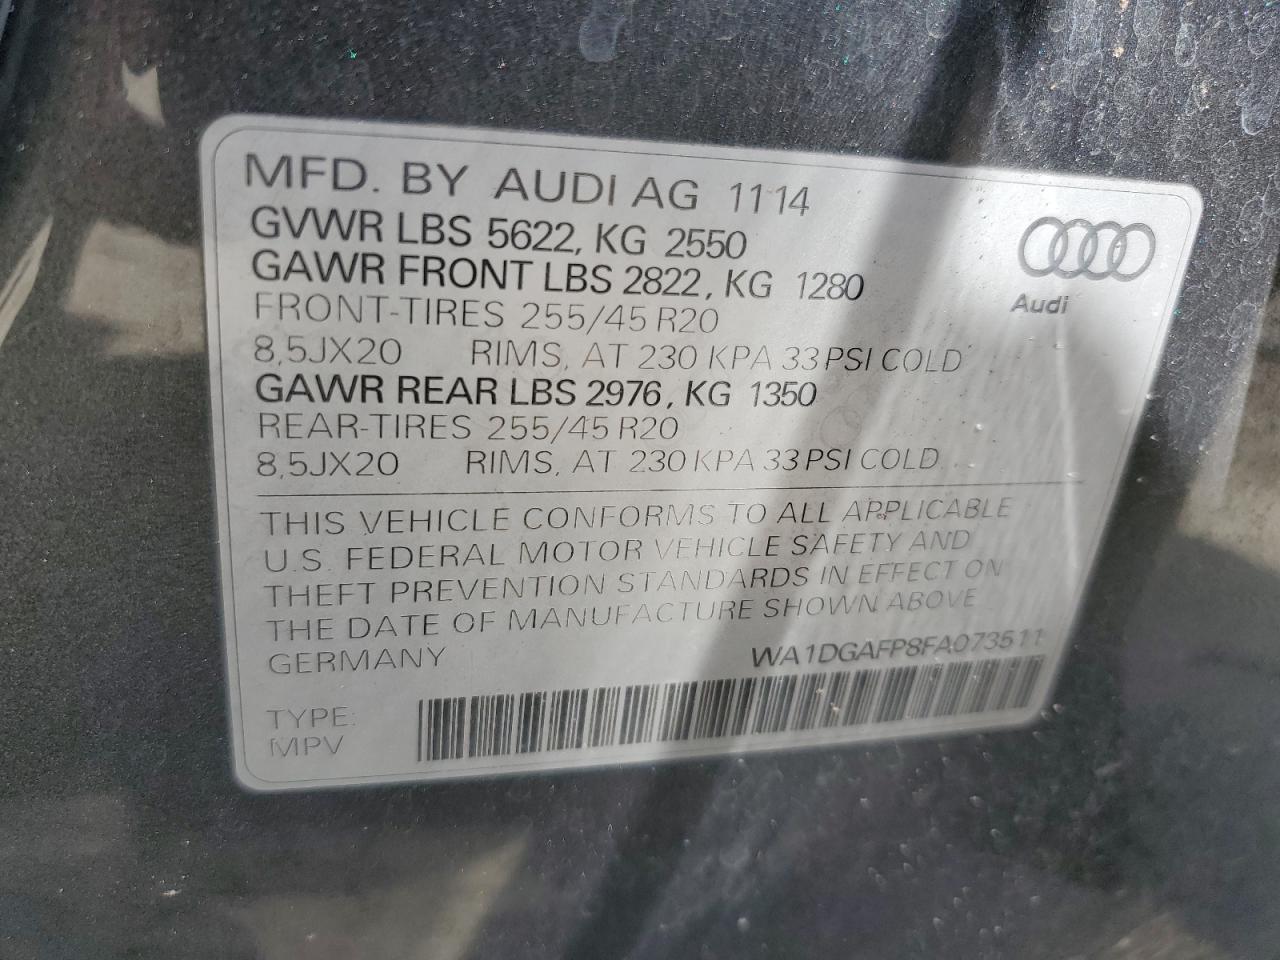 MFD. BY AUDI AG 11 14
GVWR LBS 5622, KG 2550
GAWR FRONT LBS 2822, KG 1280
FRONT-TIRES 255/45 R20
8,5JX20 RIMS, AT 230 KPA 33 PSI COLD
GAWR REAR LBS 2976, KG 1350
REAR-TIRES 255/45 R20
8,5JX20 RIMS, AT 230 KPA 33 PSI COLD
Audi
THIS VEHICLE CONFORMS TO ALL APPLICABLE
U.S. FEDERAL MOTOR VEHICLE SAFETY AND
THEFT PREVENTION STANDARDS IN EFFECT ON
THE DATE OF MANUFACTURE SHOWN ABOVE
GERMANY WA1DGAFP8FA073511
TYPE:
MPV